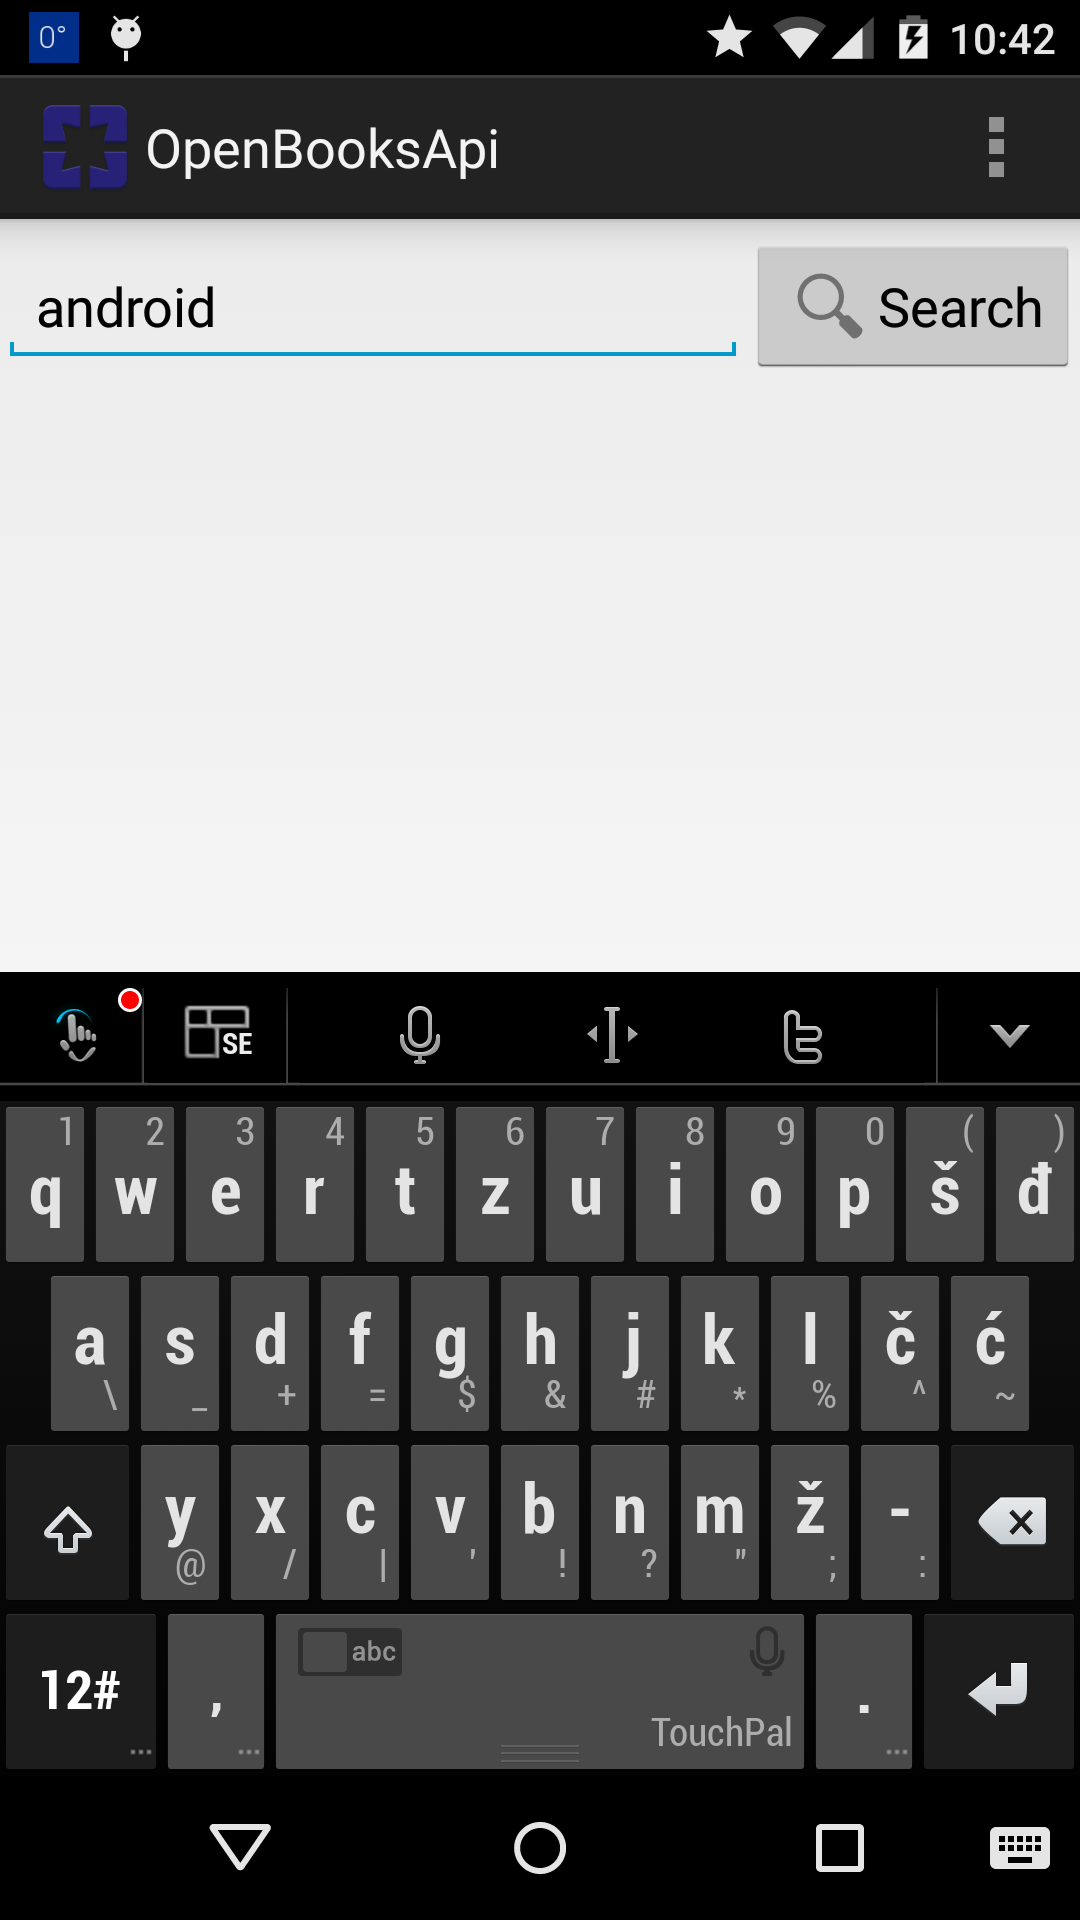 0° 10:42
OpenBooksApi
android Search
SE
1 2 3 4 5 6 7 8 9 0 ( )
q w e r t z u i o p š đ
a s d f g h j k l č ć
\ _ + = $ & # * % ^ ~
y x c v b n m ž -
@ / | ' ! ? " ; :
abc
12# , .
TouchPal